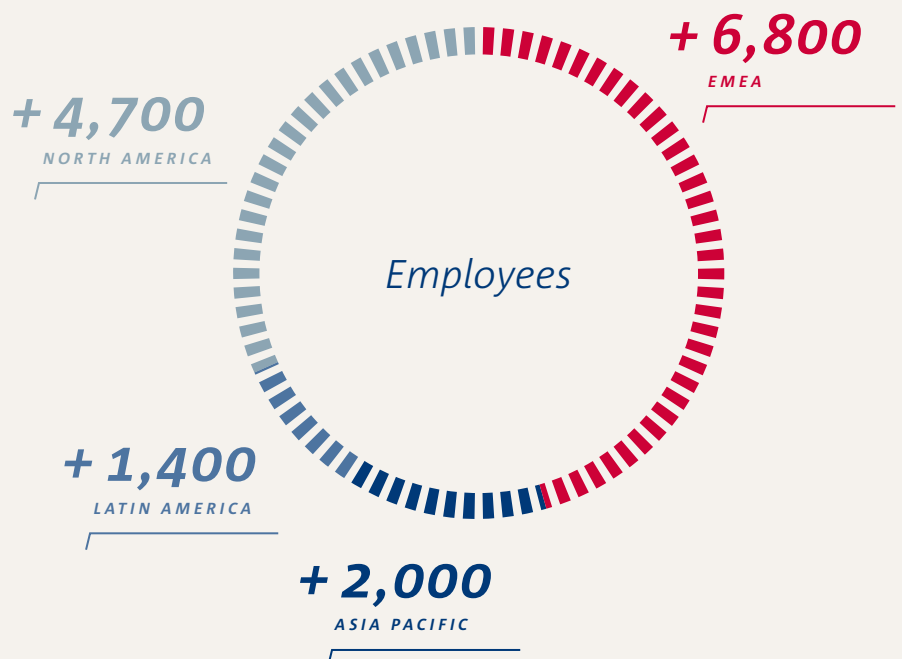 + 6,800
EMEA
+ 4,700
NORTH AMERICA
Employees
+ 1,400
LATIN AMERICA
+ 2,000
ASIA PACIFIC